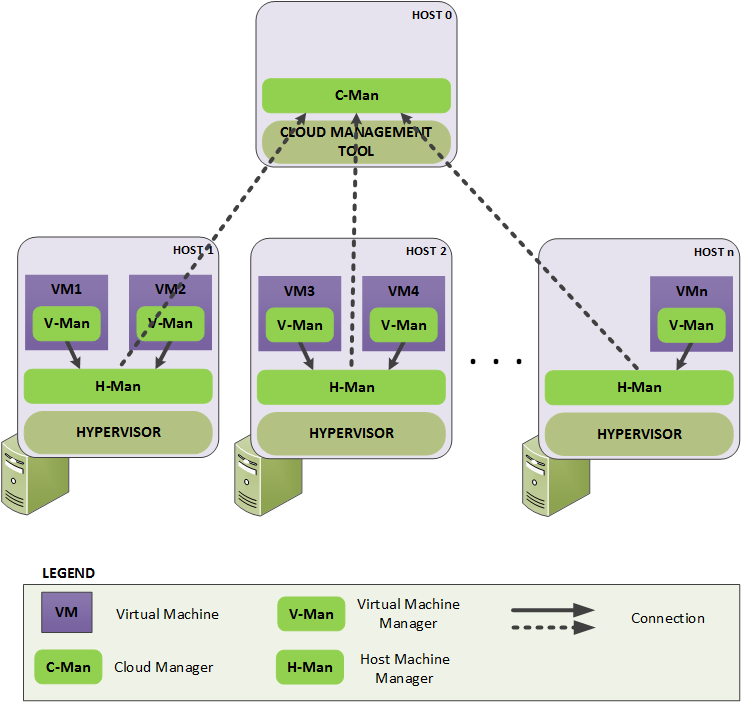 HOST 0
C-Man
CLOUD MANAGEMENT
TOOL
HOST 1
VM1
VM2
V-Man
V-Man
H-Man
HYPERVISOR
HOST 2
VM3
VM4
V-Man
V-Man
H-Man
HYPERVISOR
. . .
HOST n
VMn
V-Man
H-Man
HYPERVISOR
LEGEND
VM
Virtual Machine
V-Man
Virtual Machine
Manager
Connection
C-Man
Cloud Manager
H-Man
Host Machine
Manager